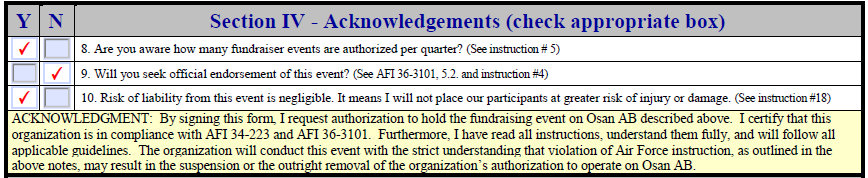 Y N Section IV - Acknowledgements (check appropriate box)
✓ 8. Are you aware how many fundraiser events are authorized per quarter? (See instruction # 5)
✓ 9. Will you seek official endorsement of this event? (See AFI 36-3101, 5.2. and instruction #4)
✓ 10. Risk of liability from this event is negligible. It means I will not place our participants at greater risk of injury or damage. (See instruction #18)
ACKNOWLEDGMENT: By signing this form, I request authorization to hold the fundraising event on Osan AB described above. I certify that this
organization is in compliance with AFI 34-223 and AFI 36-3101. Furthermore, I have read all instructions, understand them fully, and will follow all
applicable guidelines. The organization will conduct this event with the strict understanding that violation of Air Force instruction, as outlined in the
above notes, may result in the suspension or the outright removal of the organization's authorization to operate on Osan AB.